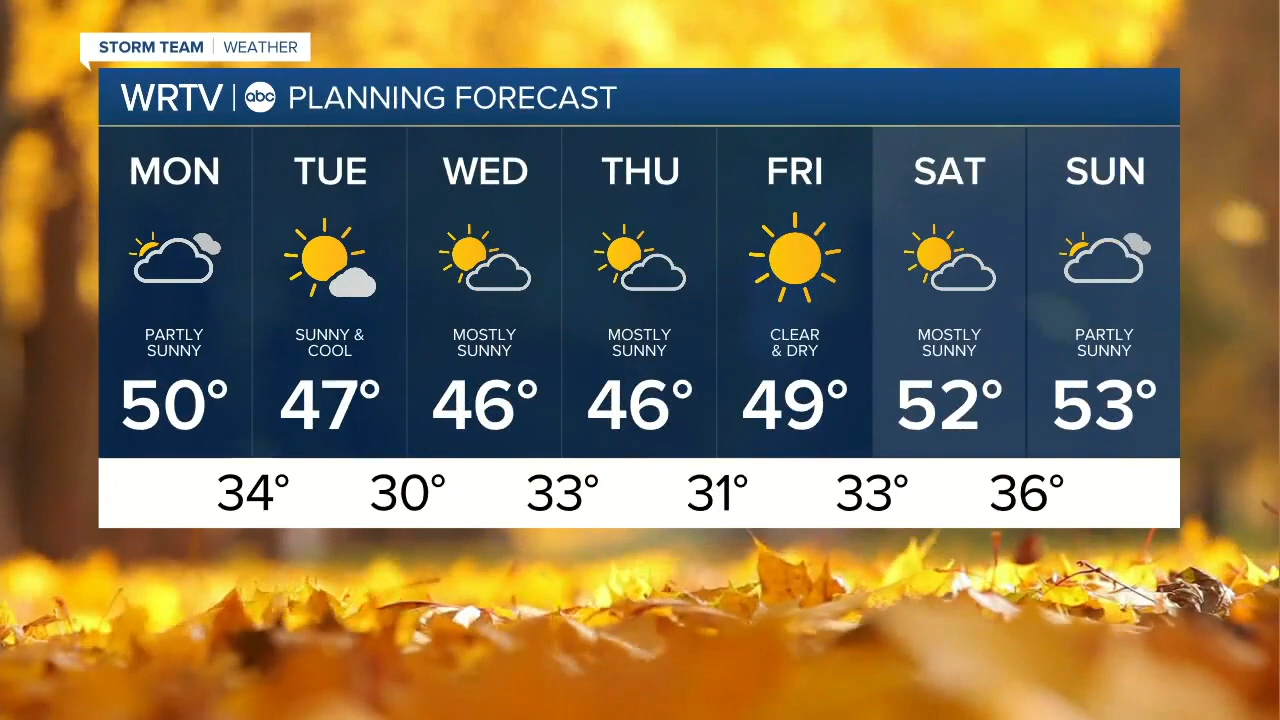 STORM TEAM | WEATHER
WRTV | abc PLANNING FORECAST
MON TUE WED THU FRI SAT SUN
PARTLY SUNNY & MOSTLY MOSTLY CLEAR MOSTLY PARTLY
SUNNY COOL SUNNY SUNNY & DRY SUNNY SUNNY
50° 47° 46° 46° 49° 52° 53°
34° 30° 33° 31° 33° 36°